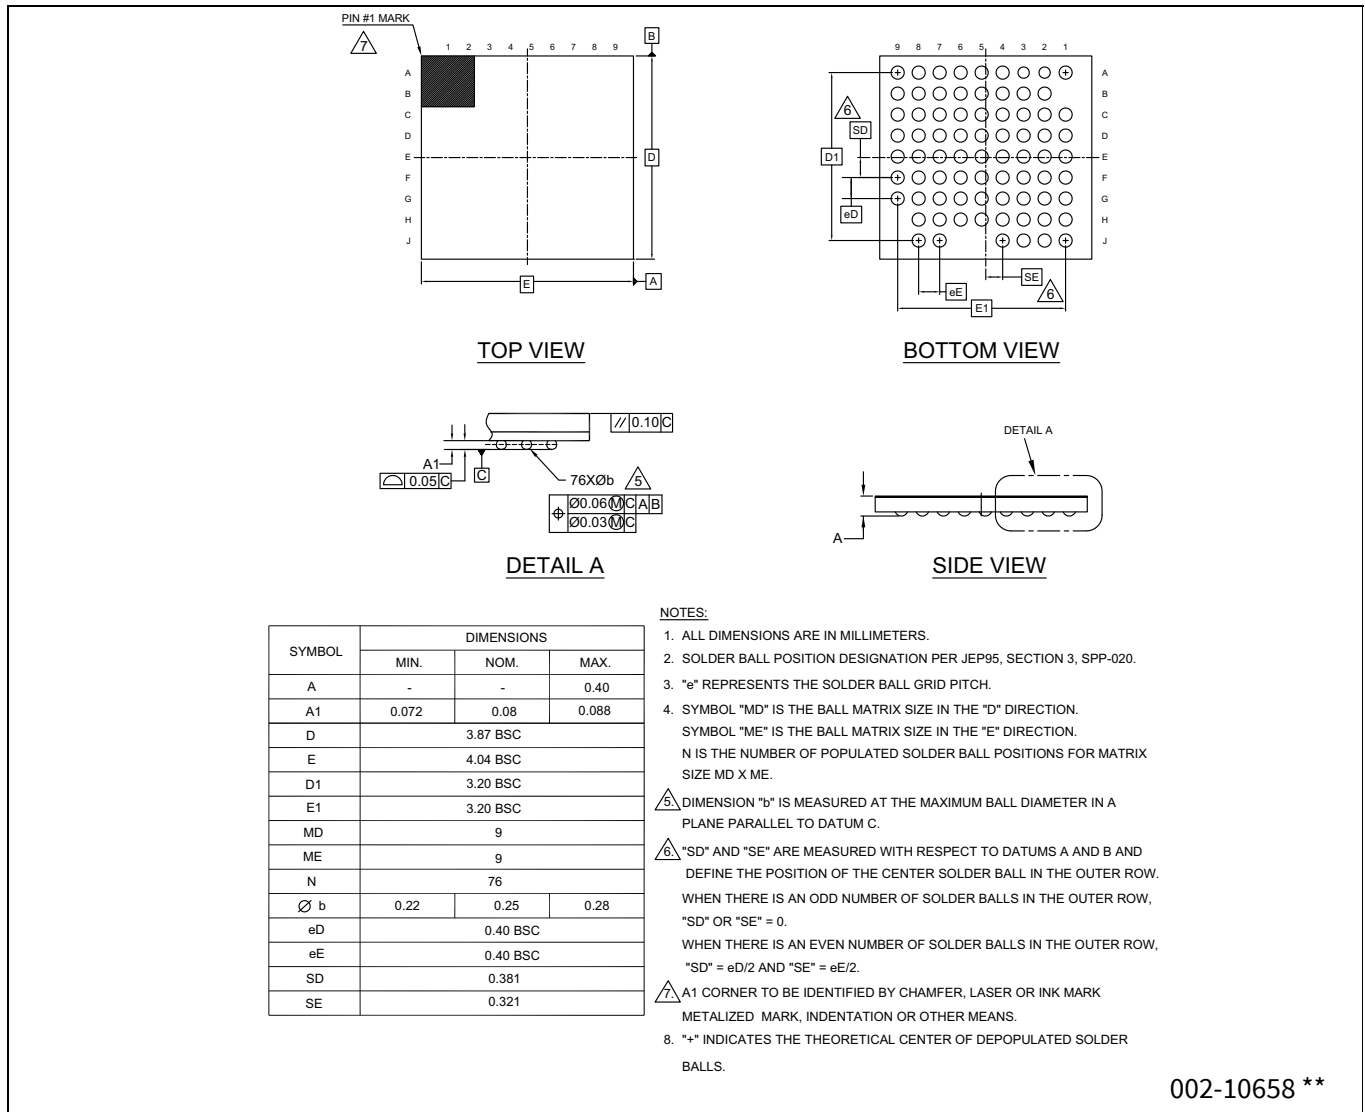 PIN #1 MARK
7
1 2 3 4 5 6 7 8 9
A
B
C
D
E
F
G
H
J
B
D
E
A
TOP VIEW
9 8 7 6 5 4 3 2 1
A
B
C
D
E
F
G
H
J
6
SD
D1
eD
SE
eE
6
E1
BOTTOM VIEW
// 0.10 C
A1
C
0.05 C
76XØb 5
Ø0.06 Ⓜ C A B
Ø0.03 Ⓜ C
DETAIL A
DETAIL A
A
SIDE VIEW
SYMBOL DIMENSIONS
MIN. NOM. MAX.
A - - 0.40
A1 0.072 0.08 0.088
D 3.87 BSC
E 4.04 BSC
D1 3.20 BSC
E1 3.20 BSC
MD 9
ME 9
N 76
Ø b 0.22 0.25 0.28
eD 0.40 BSC
eE 0.40 BSC
SD 0.381
SE 0.321
NOTES:
1. ALL DIMENSIONS ARE IN MILLIMETERS.
2. SOLDER BALL POSITION DESIGNATION PER JEP95, SECTION 3, SPP-020.
3. "e" REPRESENTS THE SOLDER BALL GRID PITCH.
4. SYMBOL "MD" IS THE BALL MATRIX SIZE IN THE "D" DIRECTION.
SYMBOL "ME" IS THE BALL MATRIX SIZE IN THE "E" DIRECTION.
N IS THE NUMBER OF POPULATED SOLDER BALL POSITIONS FOR MATRIX
SIZE MD X ME.
5. DIMENSION "b" IS MEASURED AT THE MAXIMUM BALL DIAMETER IN A
PLANE PARALLEL TO DATUM C.
6. "SD" AND "SE" ARE MEASURED WITH RESPECT TO DATUMS A AND B AND
DEFINE THE POSITION OF THE CENTER SOLDER BALL IN THE OUTER ROW.
WHEN THERE IS AN ODD NUMBER OF SOLDER BALLS IN THE OUTER ROW,
"SD" OR "SE" = 0.
WHEN THERE IS AN EVEN NUMBER OF SOLDER BALLS IN THE OUTER ROW,
"SD" = eD/2 AND "SE" = eE/2.
7. A1 CORNER TO BE IDENTIFIED BY CHAMFER, LASER OR INK MARK
METALIZED MARK, INDENTATION OR OTHER MEANS.
8. "+" INDICATES THE THEORETICAL CENTER OF DEPOPULATED SOLDER
BALLS.
002-10658 **